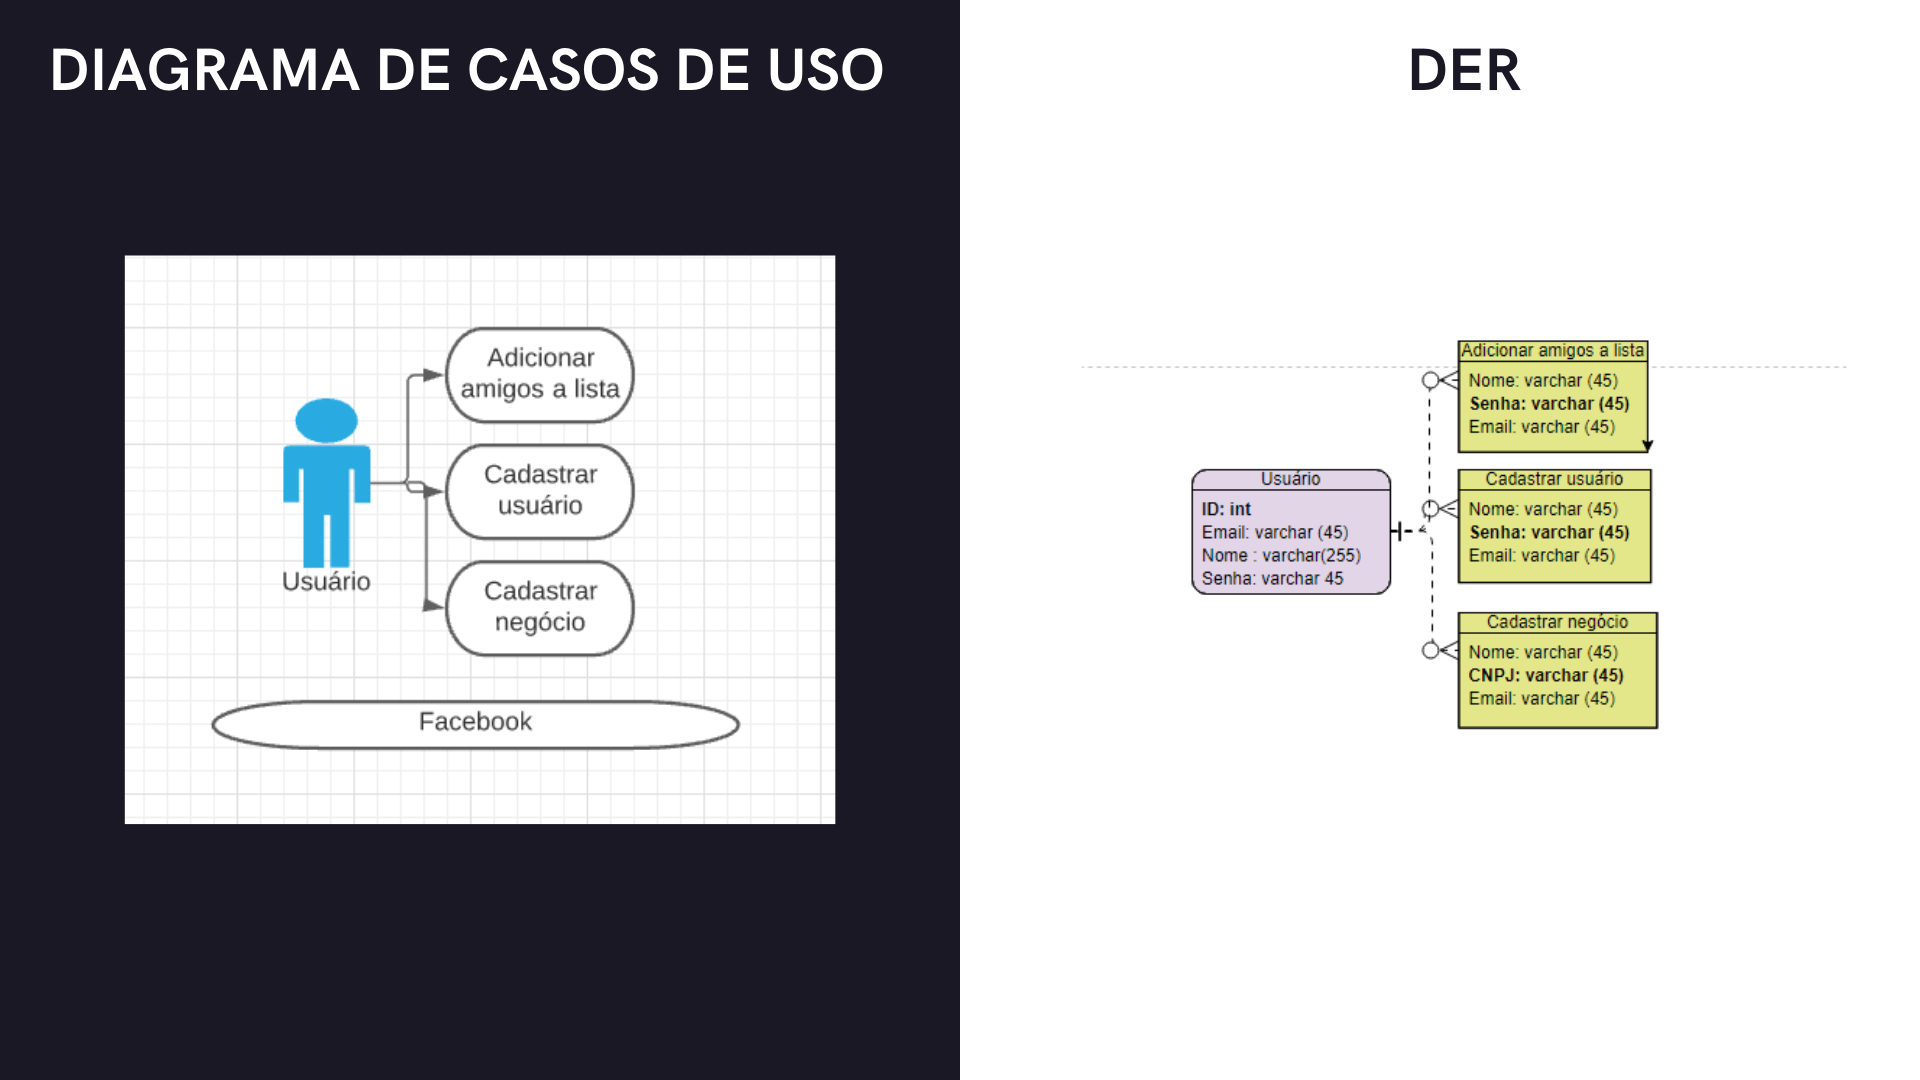 DIAGRAMA DE CASOS DE USO
Adicionar
amigos a lista
Cadastrar
usuário
Usuário
Cadastrar
negócio
Facebook
DER
Adicionar amigos a lista
Nome: varchar (45)
Senha: varchar (45)
Email: varchar (45)
Usuário
ID: int
Email: varchar (45)
Nome : varchar(255)
Senha: varchar 45
Cadastrar usuário
Nome: varchar (45)
Senha: varchar (45)
Email: varchar (45)
Cadastrar negócio
Nome: varchar (45)
CNPJ: varchar (45)
Email: varchar (45)